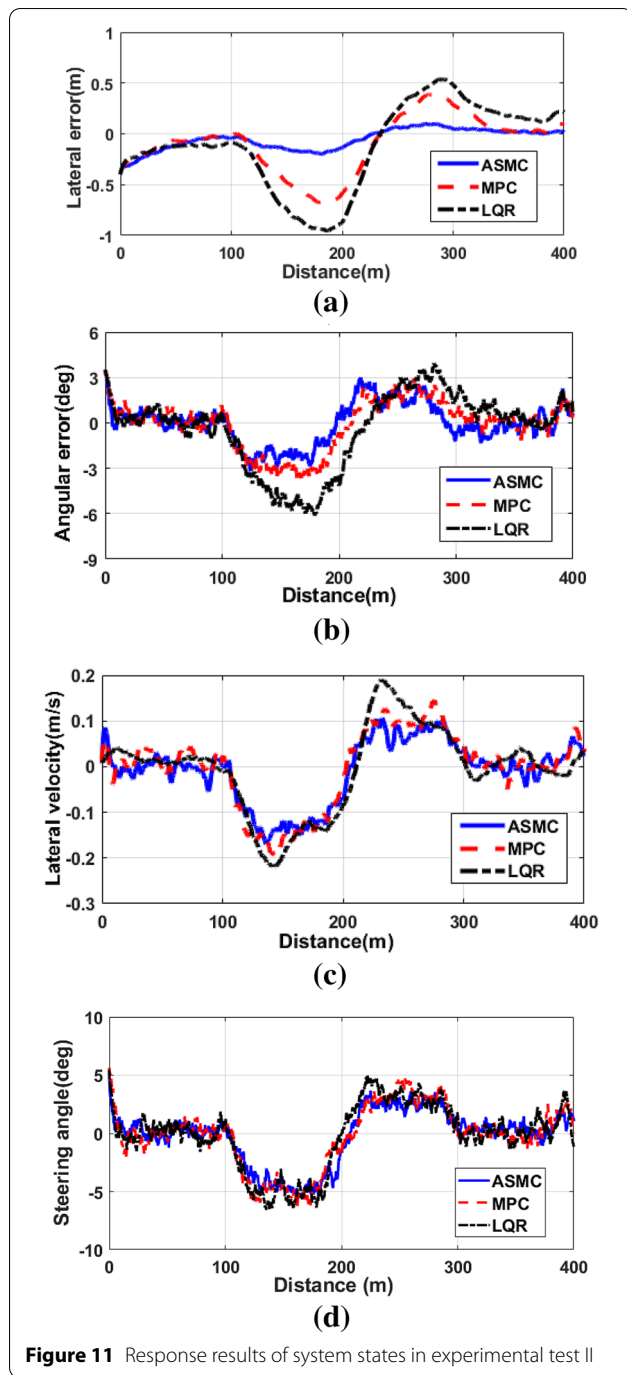 1
0.5
0
-0.5
-1
Lateral error(m)
ASMC
MPC
LQR
0 100 200 300 400
Distance(m)
(a)
6
3
0
-3
-6
-9
Angular error(deg)
ASMC
MPC
LQR
0 100 200 300 400
Distance(m)
(b)
0.2
0.1
0
-0.1
-0.2
-0.3
Lateral velocity(m/s)
ASMC
MPC
LQR
0 100 200 300 400
Distance(m)
(c)
10
5
0
-5
-10
Steering angle(deg)
ASMC
MPC
LQR
0 100 200 300 400
Distance (m)
(d)
Figure 11 Response results of system states in experimental test II